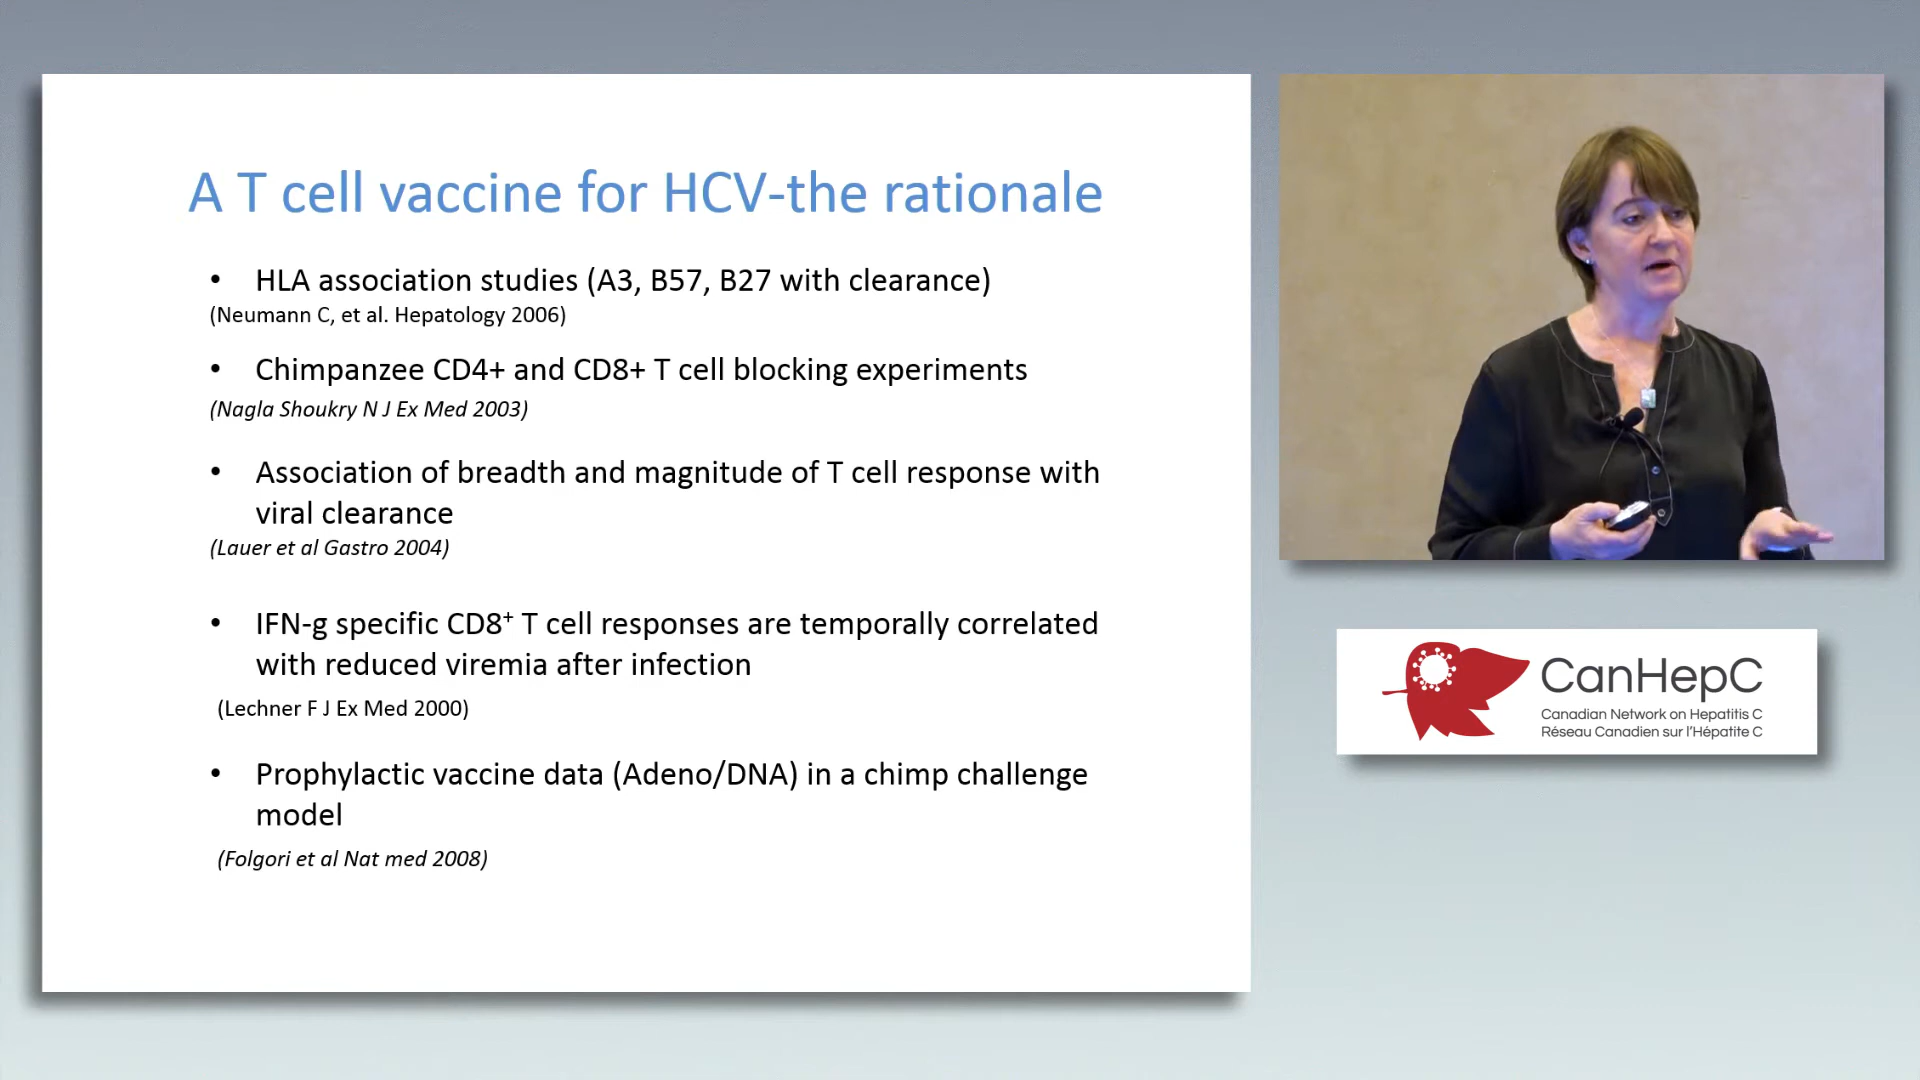 A T cell vaccine for HCV-the rationale
• HLA association studies (A3, B57, B27 with clearance)
(Neumann C, et al. Hepatology 2006)
• Chimpanzee CD4+ and CD8+ T cell blocking experiments
(Nagla Shoukry N J Ex Med 2003)
• Association of breadth and magnitude of T cell response with
viral clearance
(Lauer et al Gastro 2004)
• IFN-g specific CD8⁺ T cell responses are temporally correlated
with reduced viremia after infection
(Lechner F J Ex Med 2000)
• Prophylactic vaccine data (Adeno/DNA) in a chimp challenge
model
(Folgori et al Nat med 2008)
CanHepC
Canadian Network on Hepatitis C
Réseau Canadien sur l'Hépatite C